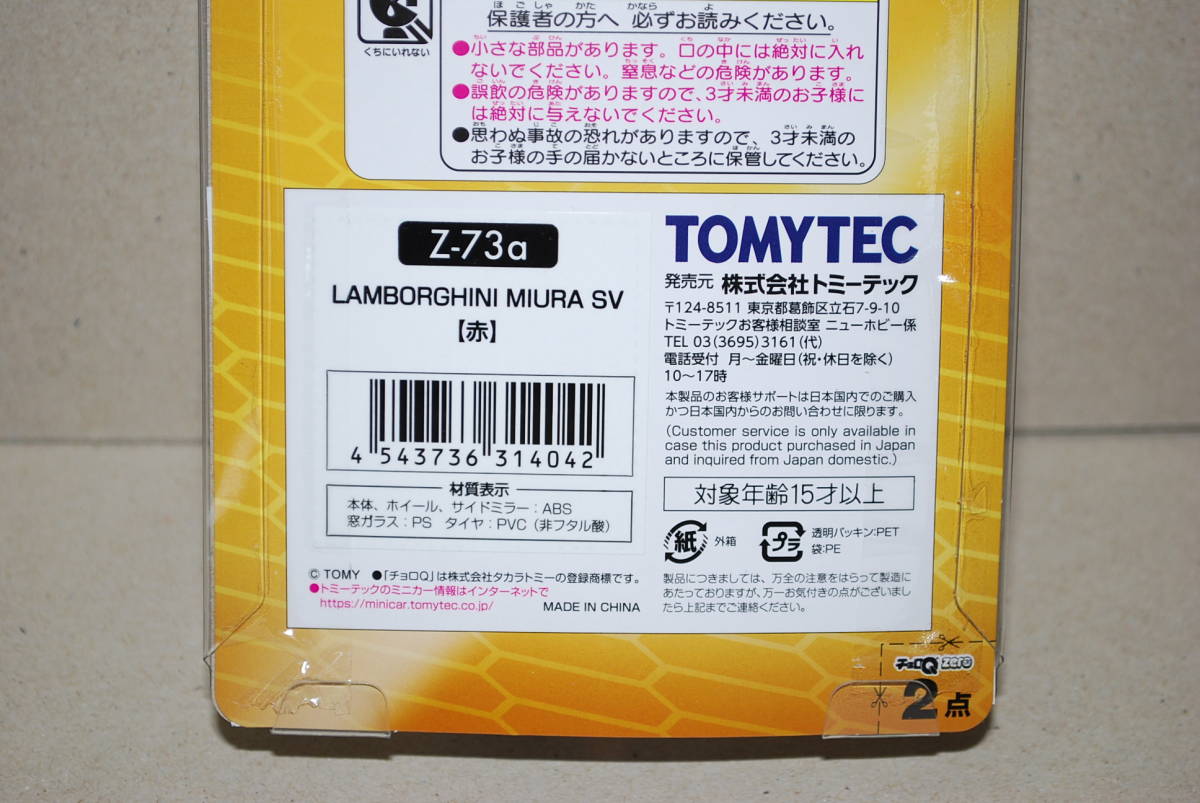 くちにいれない
保護者の方へ 必ずお読みください。
●小さな部品があります。口の中には絶対に入れ
ないでください。窒息などの危険があります。
●誤飲の危険がありますので、3才未満のお子様に
は絶対に与えないでください。
●思わぬ事故の恐れがありますので、3才未満の
お子様の手の届かないところに保管してください。
Z-73a
LAMBORGHINI MIURA SV
【赤】
4 543736 314042
材質表示
本体、ホイール、サイドミラー:ABS
窓ガラス:PS タイヤ:PVC(非フタル酸)
TOMYTEC
発売元 株式会社トミーテック
〒124-8511 東京都葛飾区立石7-9-10
トミーテックお客様相談室 ニューホビー係
TEL 03(3695)3161(代)
電話受付 月~金曜日(祝・休日を除く)
10~17時
本製品のお客様サポートは日本国内でのご購入
かつ日本国内からのお問い合わせに限ります。
(Customer service is only available in
case this product purchased in Japan
and inquired from Japan domestic.)
対象年齢15才以上
紙 外箱
プラ 透明パッキン:PET
袋:PE
製品につきましては、万全の注意をはらって製造に
あたっておりますが、万一お気付きの点がございまし
たら上記までご連絡ください。
© TOMY ●「チョロQ」は株式会社タカラトミーの登録商標です。
●トミーテックのミニカー情報はインターネットで
https://minicar.tomytec.co.jp/ MADE IN CHINA
チョロQ zero
2点